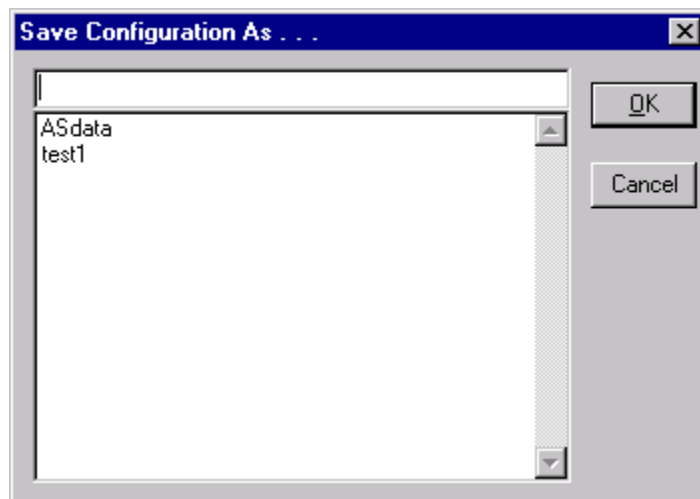 Save Configuration As . . .
OK
ASdata
test1
Cancel